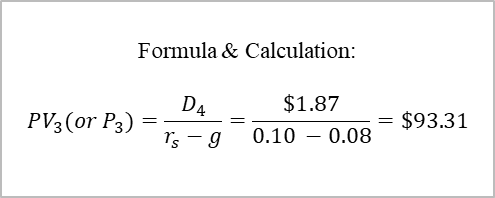 Formula & Calculation:
PV₃(or P₃) = D₄ / (rₛ − g) = $1.87 / (0.10 − 0.08) = $93.31